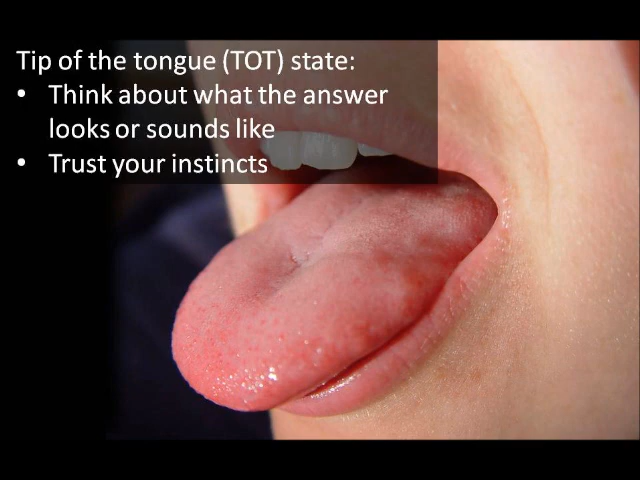 Tip of the tongue (TOT) state:
• Think about what the answer
looks or sounds like
• Trust your instincts